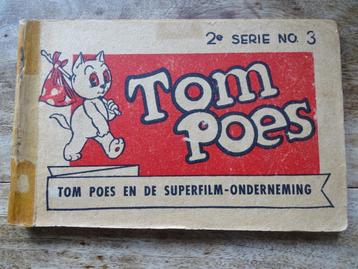 2e SERIE NO. 3
Tom
Poes
TOM POES EN DE SUPERFILM-ONDERNEMING